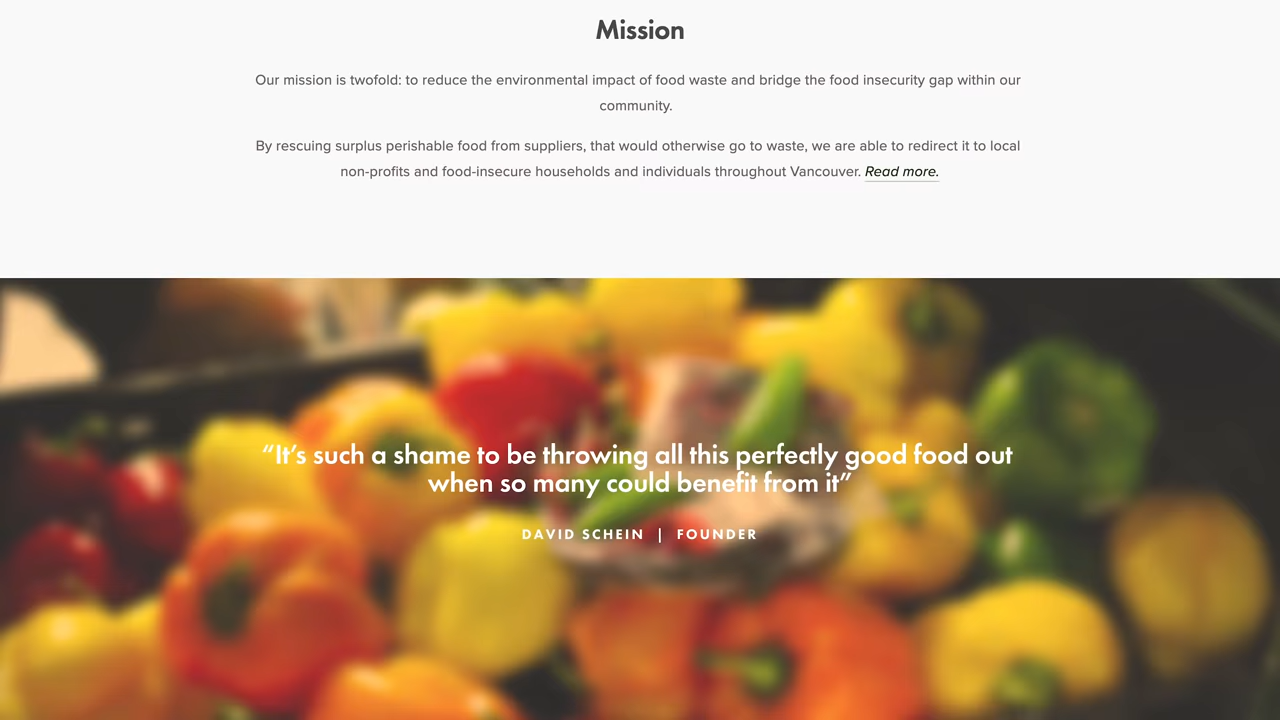 Mission
Our mission is twofold: to reduce the environmental impact of food waste and bridge the food insecurity gap within our
community.
By rescuing surplus perishable food from suppliers, that would otherwise go to waste, we are able to redirect it to local
non-profits and food-insecure households and individuals throughout Vancouver. Read more.
“It’s such a shame to be throwing all this perfectly good food out
when so many could benefit from it”
DAVID SCHEIN | FOUNDER